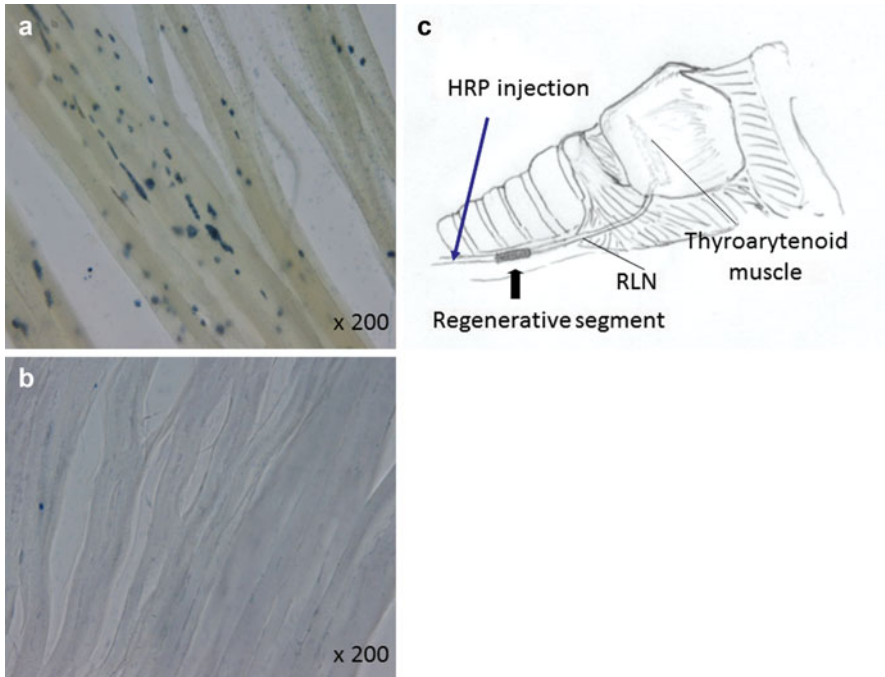 a
x 200
b
x 200
c
HRP injection
Thyroarytenoid
muscle
RLN
Regenerative segment